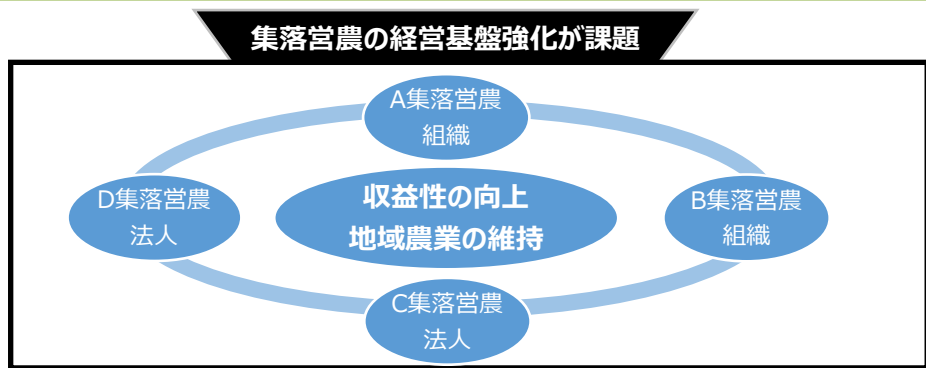 集落営農の経営基盤強化が課題
A集落営農
組織
D集落営農
法人
収益性の向上
地域農業の維持
B集落営農
組織
C集落営農
法人